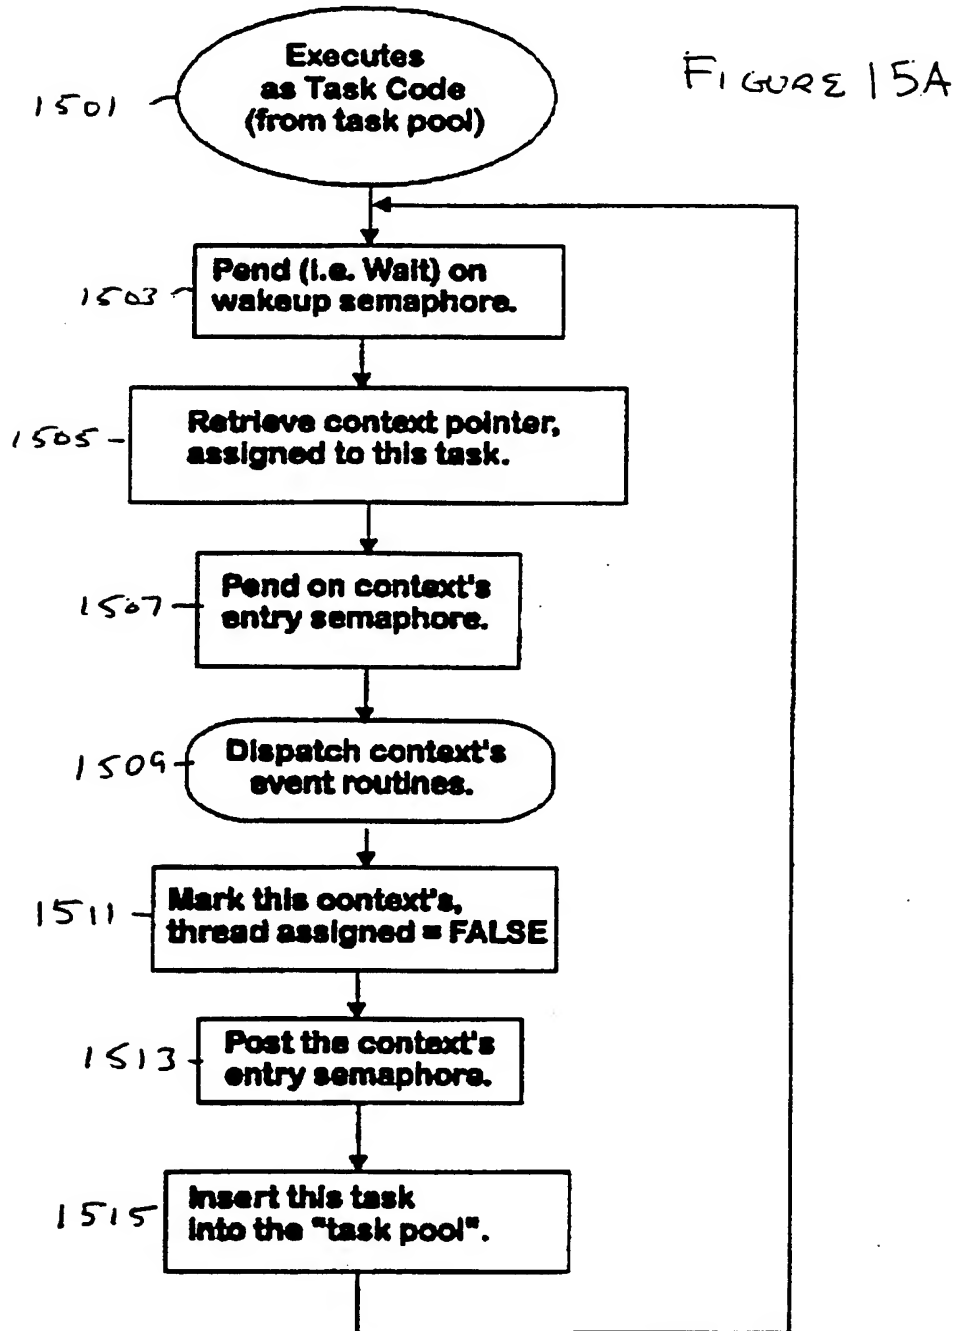 FIGURE 15A
1501
Executes
as Task Code
(from task pool)
1503
Pend (i.e. Wait) on
wakeup semaphore.
1505
Retrieve context pointer,
assigned to this task.
1507
Pend on context's
entry semaphore.
1509
Dispatch context's
event routines.
1511
Mark this context's,
thread assigned = FALSE
1513
Post the context's
entry semaphore.
1515
Insert this task
into the "task pool".